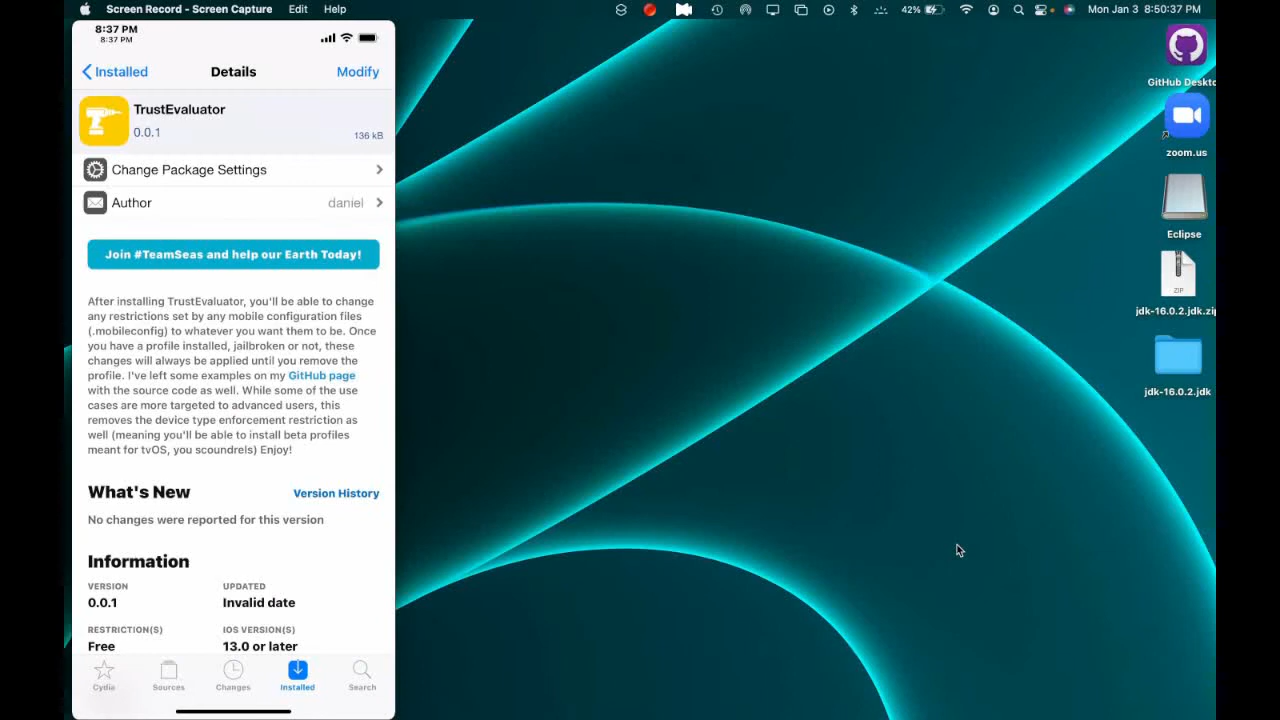 Screen Record - Screen Capture Edit Help 42% Mon Jan 3 8:50:37 PM
8:37 PM
8:37 PM
Installed Details Modify
TrustEvaluator
0.0.1 136 kB
Change Package Settings
Author daniel
Join #TeamSeas and help our Earth Today!
After installing TrustEvaluator, you'll be able to change
any restrictions set by any mobile configuration files
(.mobileconfig) to whatever you want them to be. Once
you have a profile installed, jailbroken or not, these
changes will always be applied until you remove the
profile. I've left some examples on my GitHub page
with the source code as well. While some of the use
cases are more targeted to advanced users, this
removes the device type enforcement restriction as
well (meaning you'll be able to install beta profiles
meant for tvOS, you scoundrels) Enjoy!
What's New Version History
No changes were reported for this version
Information
VERSION UPDATED
0.0.1 Invalid date
RESTRICTION(S) IOS VERSION(S)
Free 13.0 or later
Cydia Sources Changes Installed Search
GitHub Deskto
zoom.us
Eclipse
ZIP
jdk-16.0.2.jdk.zip
jdk-16.0.2.jdk